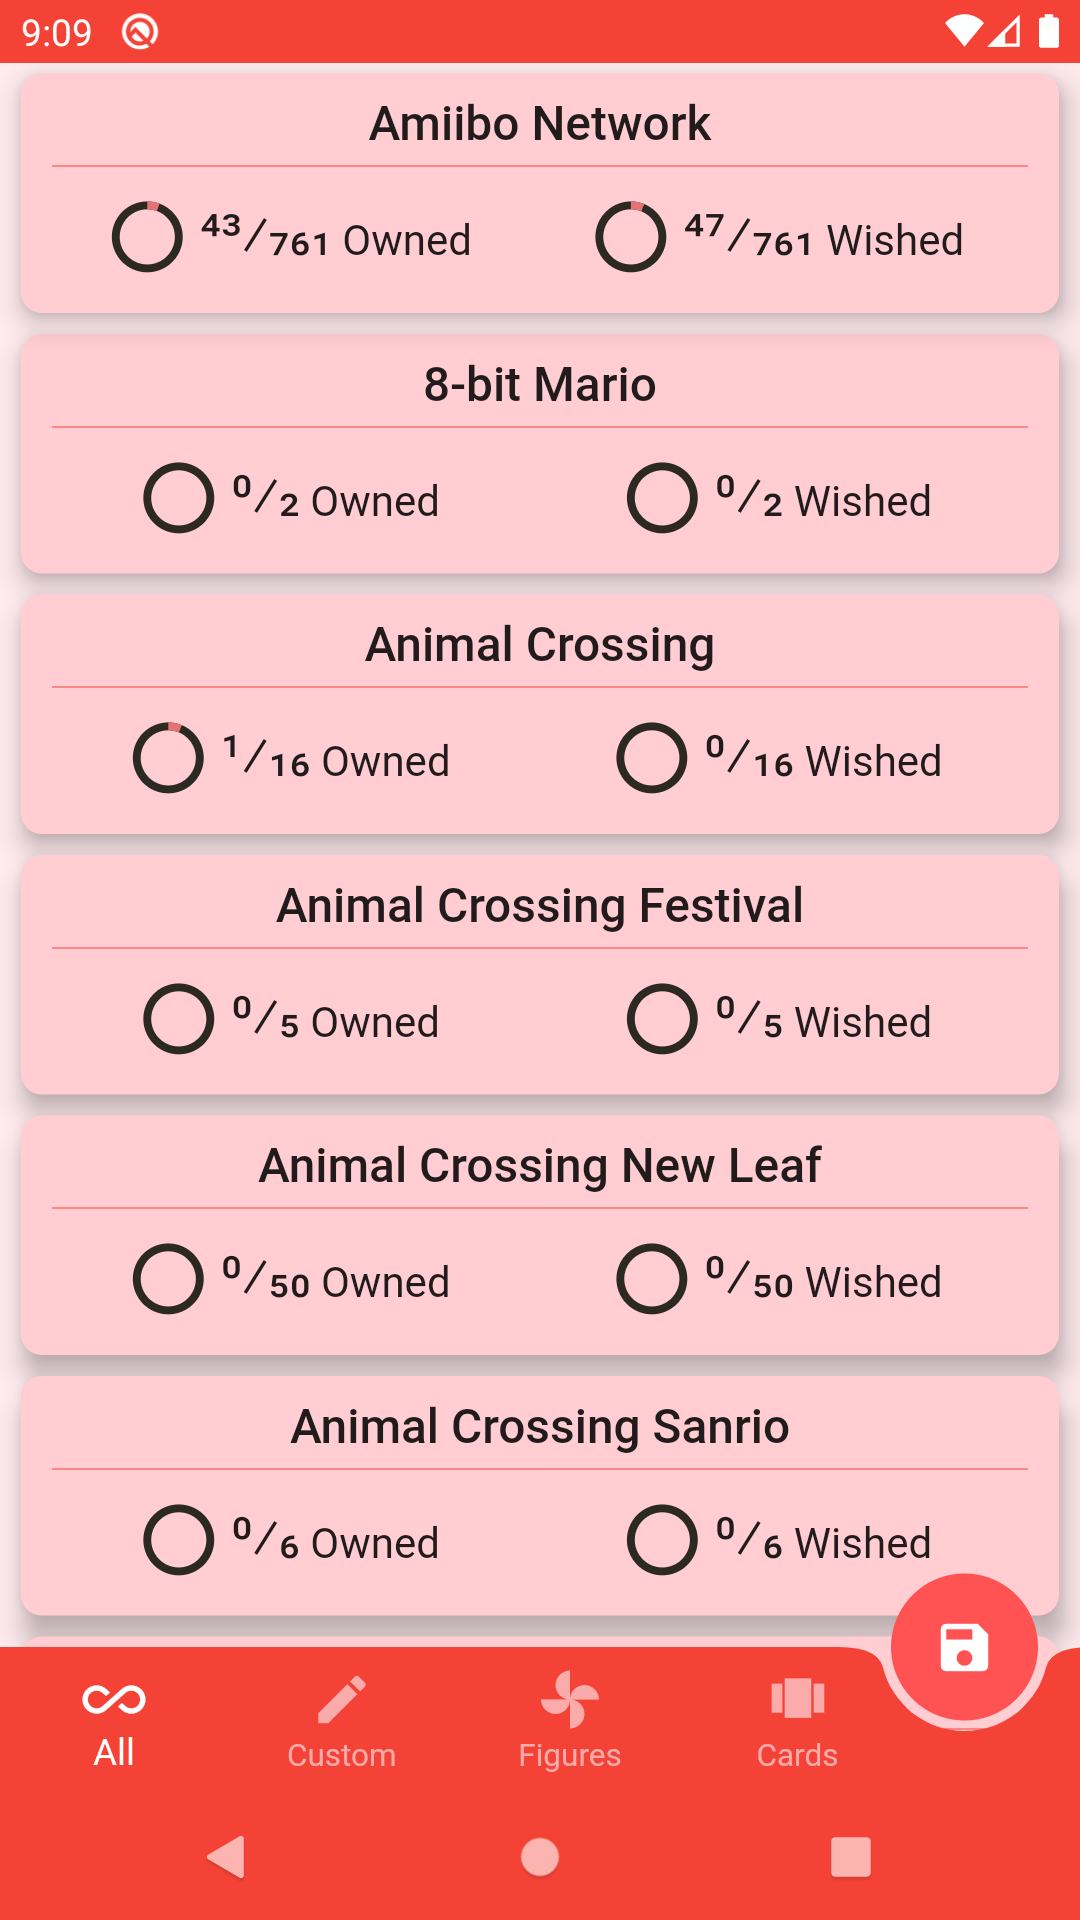 9:09
Amiibo Network
43/761 Owned 47/761 Wished
8-bit Mario
0/2 Owned 0/2 Wished
Animal Crossing
1/16 Owned 0/16 Wished
Animal Crossing Festival
0/5 Owned 0/5 Wished
Animal Crossing New Leaf
0/50 Owned 0/50 Wished
Animal Crossing Sanrio
0/6 Owned 0/6 Wished
All Custom Figures Cards